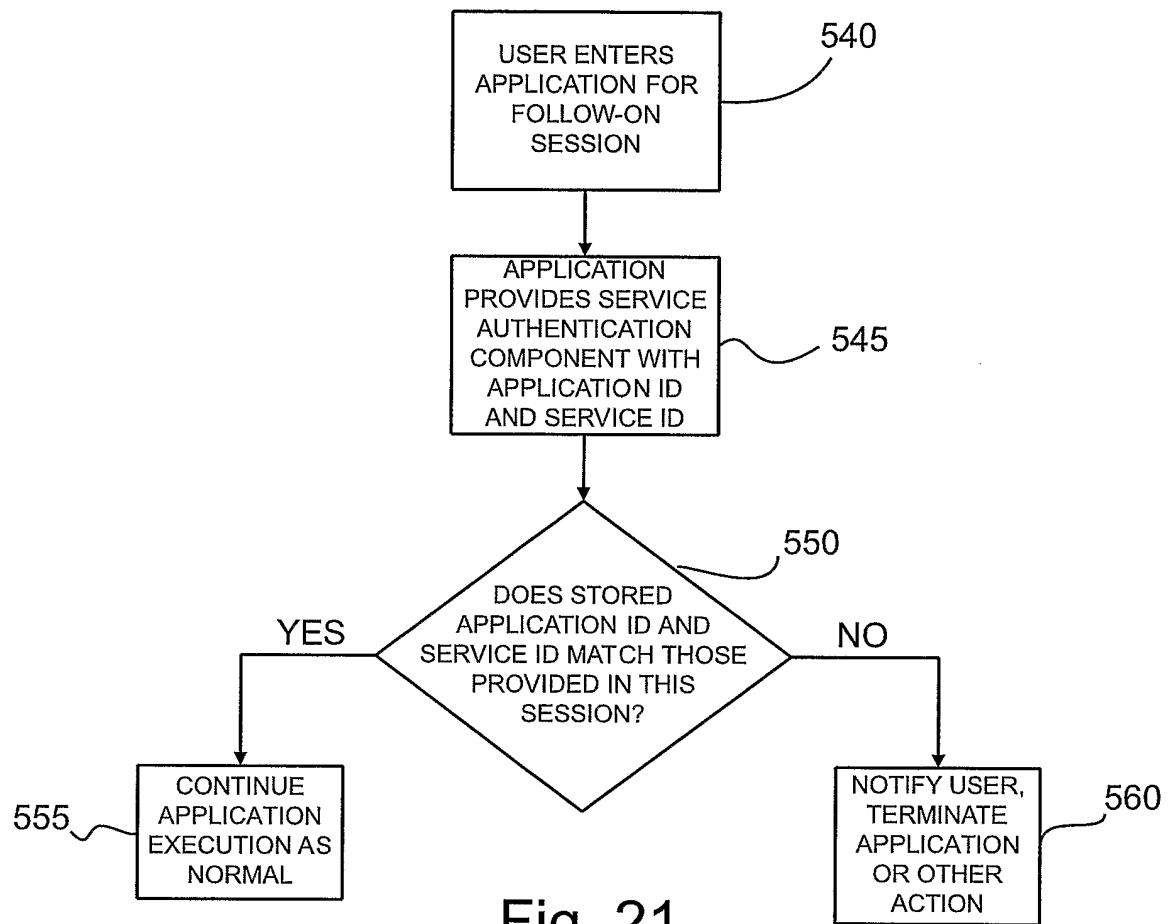 USER ENTERS
APPLICATION FOR
FOLLOW-ON
SESSION
540
APPLICATION
PROVIDES SERVICE
AUTHENTICATION
COMPONENT WITH
APPLICATION ID
AND SERVICE ID
545
550
DOES STORED
APPLICATION ID AND
SERVICE ID MATCH THOSE
PROVIDED IN THIS
SESSION?
YES
NO
CONTINUE
APPLICATION
EXECUTION AS
NORMAL
555
NOTIFY USER,
TERMINATE
APPLICATION
OR OTHER
ACTION
560
Fig. 21